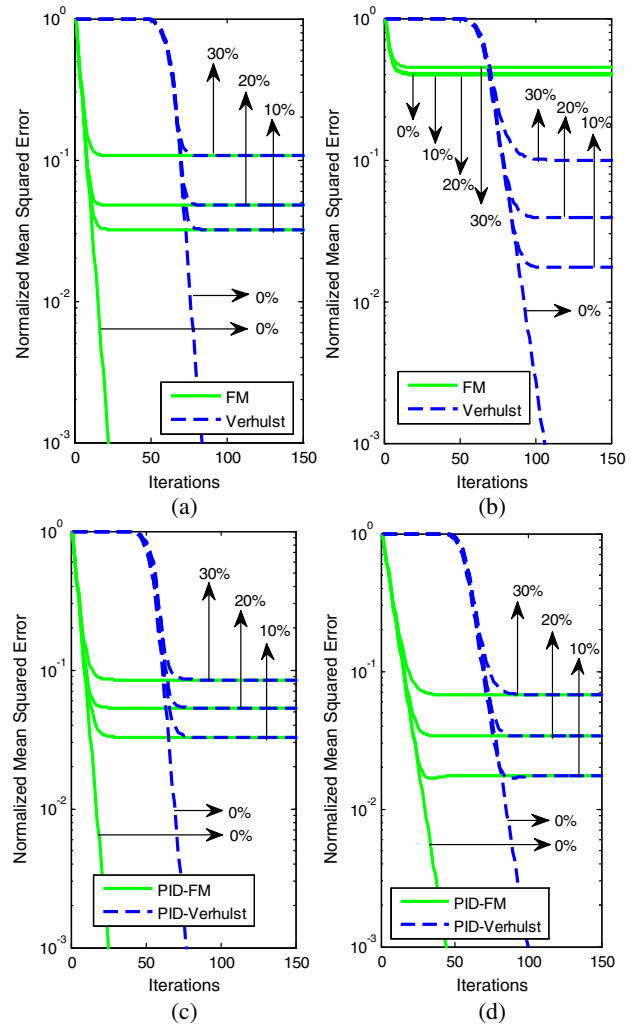 Normalized Mean Squared Error
10^0
10^-1
10^-2
10^-3
30%
20%
10%
0%
0%
FM
Verhulst
0 50 100 150
Iterations
(a)
Normalized Mean Squared Error
10^0
10^-1
10^-2
10^-3
0%
10%
20%
30%
30%
20%
10%
0%
FM
Verhulst
0 50 100 150
Iterations
(b)
Normalized Mean Squared Error
10^0
10^-1
10^-2
10^-3
30%
20%
10%
0%
0%
PID-FM
PID-Verhulst
0 50 100 150
Iterations
(c)
Normalized Mean Squared Error
10^0
10^-1
10^-2
10^-3
30%
20%
10%
0%
0%
PID-FM
PID-Verhulst
0 50 100 150
Iterations
(d)